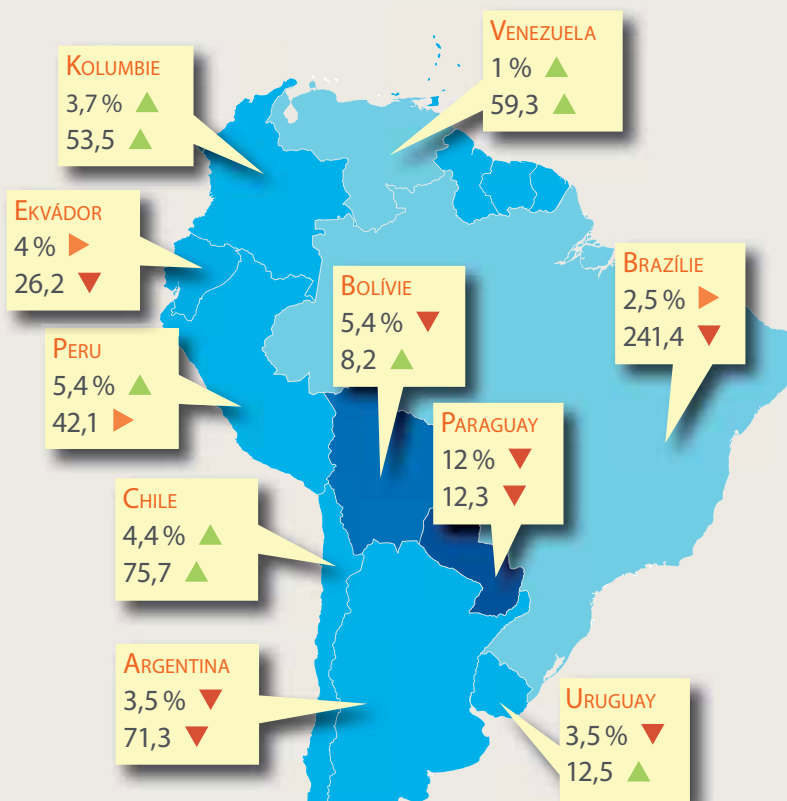 Venezuela
1 %
59,3
Kolumbie
3,7 %
53,5
Ekvádor
4 %
26,2
Brazílie
2,5 %
241,4
Bolívie
5,4 %
8,2
Peru
5,4 %
42,1
Paraguay
12 %
12,3
Chile
4,4 %
75,7
Argentina
3,5 %
71,3
Uruguay
3,5 %
12,5